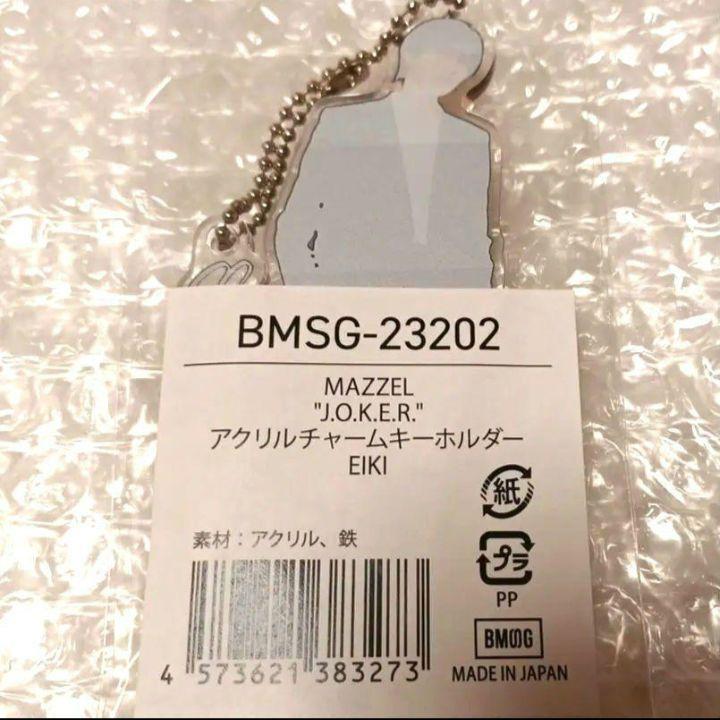 BMSG-23202
MAZZEL
"J.O.K.E.R."
アクリルチャームキーホルダー
EIKI
紙
素材：アクリル、鉄
プラ
PP
BMSG
4 573621 383273
MADE IN JAPAN